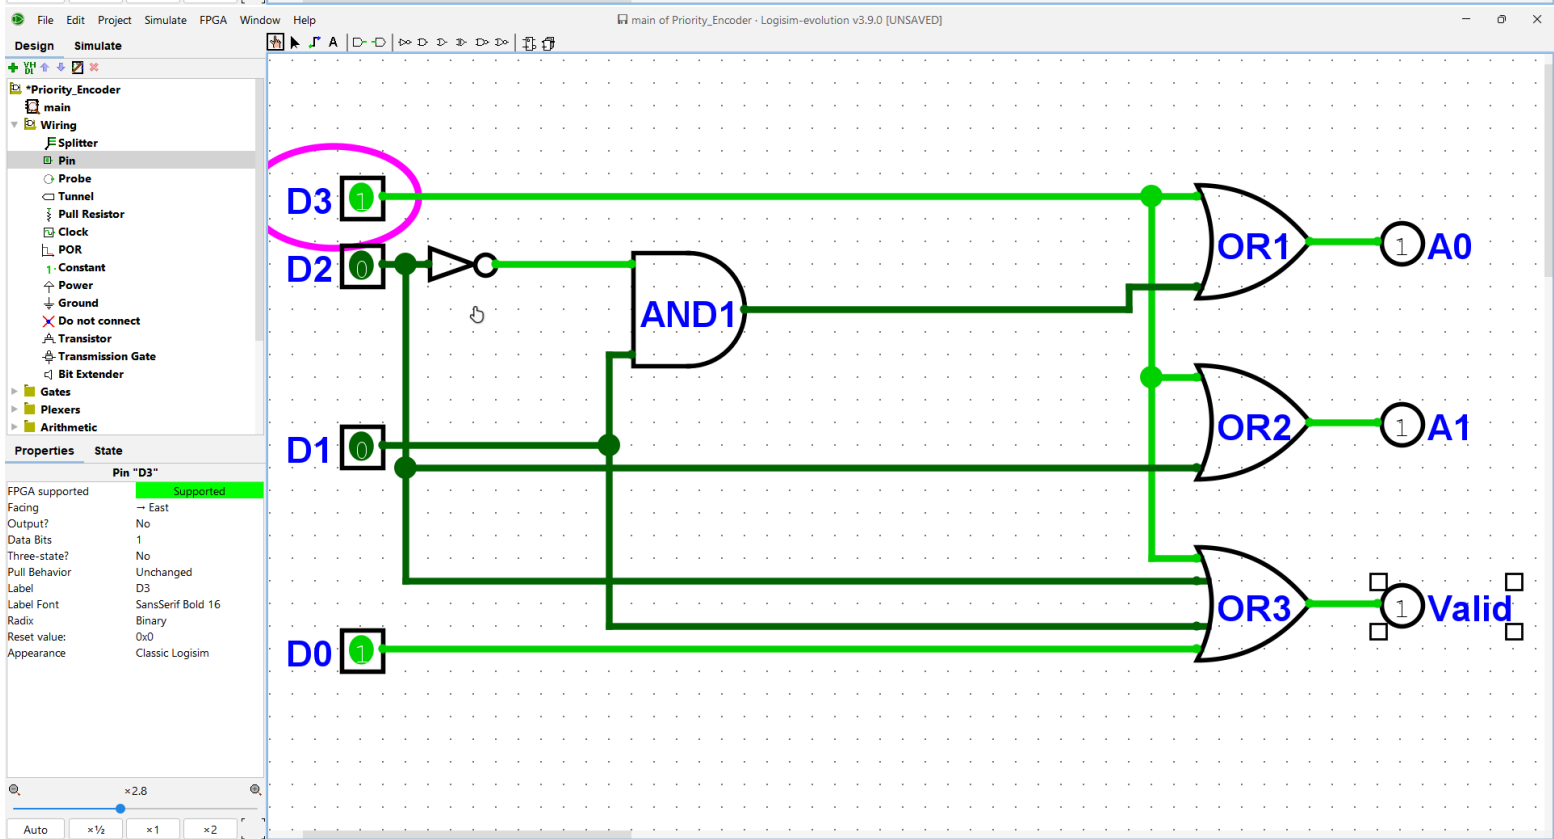 File Edit Project Simulate FPGA Window Help
main of Priority_Encoder · Logisim-evolution v3.9.0 [UNSAVED]
Design Simulate
A
VH
DL
*Priority_Encoder
main
Wiring
Splitter
Pin
Probe
Tunnel
Pull Resistor
Clock
POR
1 Constant
Power
Ground
Do not connect
Transistor
Transmission Gate
Bit Extender
Gates
Plexers
Arithmetic
Properties State
Pin "D3"
FPGA supported Supported
Facing → East
Output? No
Data Bits 1
Three-state? No
Pull Behavior Unchanged
Label D3
Label Font SansSerif Bold 16
Radix Binary
Reset value: 0x0
Appearance Classic Logisim
×2.8
Auto ×½ ×1 ×2
D3 1
OR1 1 A0
D2 0
AND1
D1 0
OR2 1 A1
OR3 1 Valid
D0 1